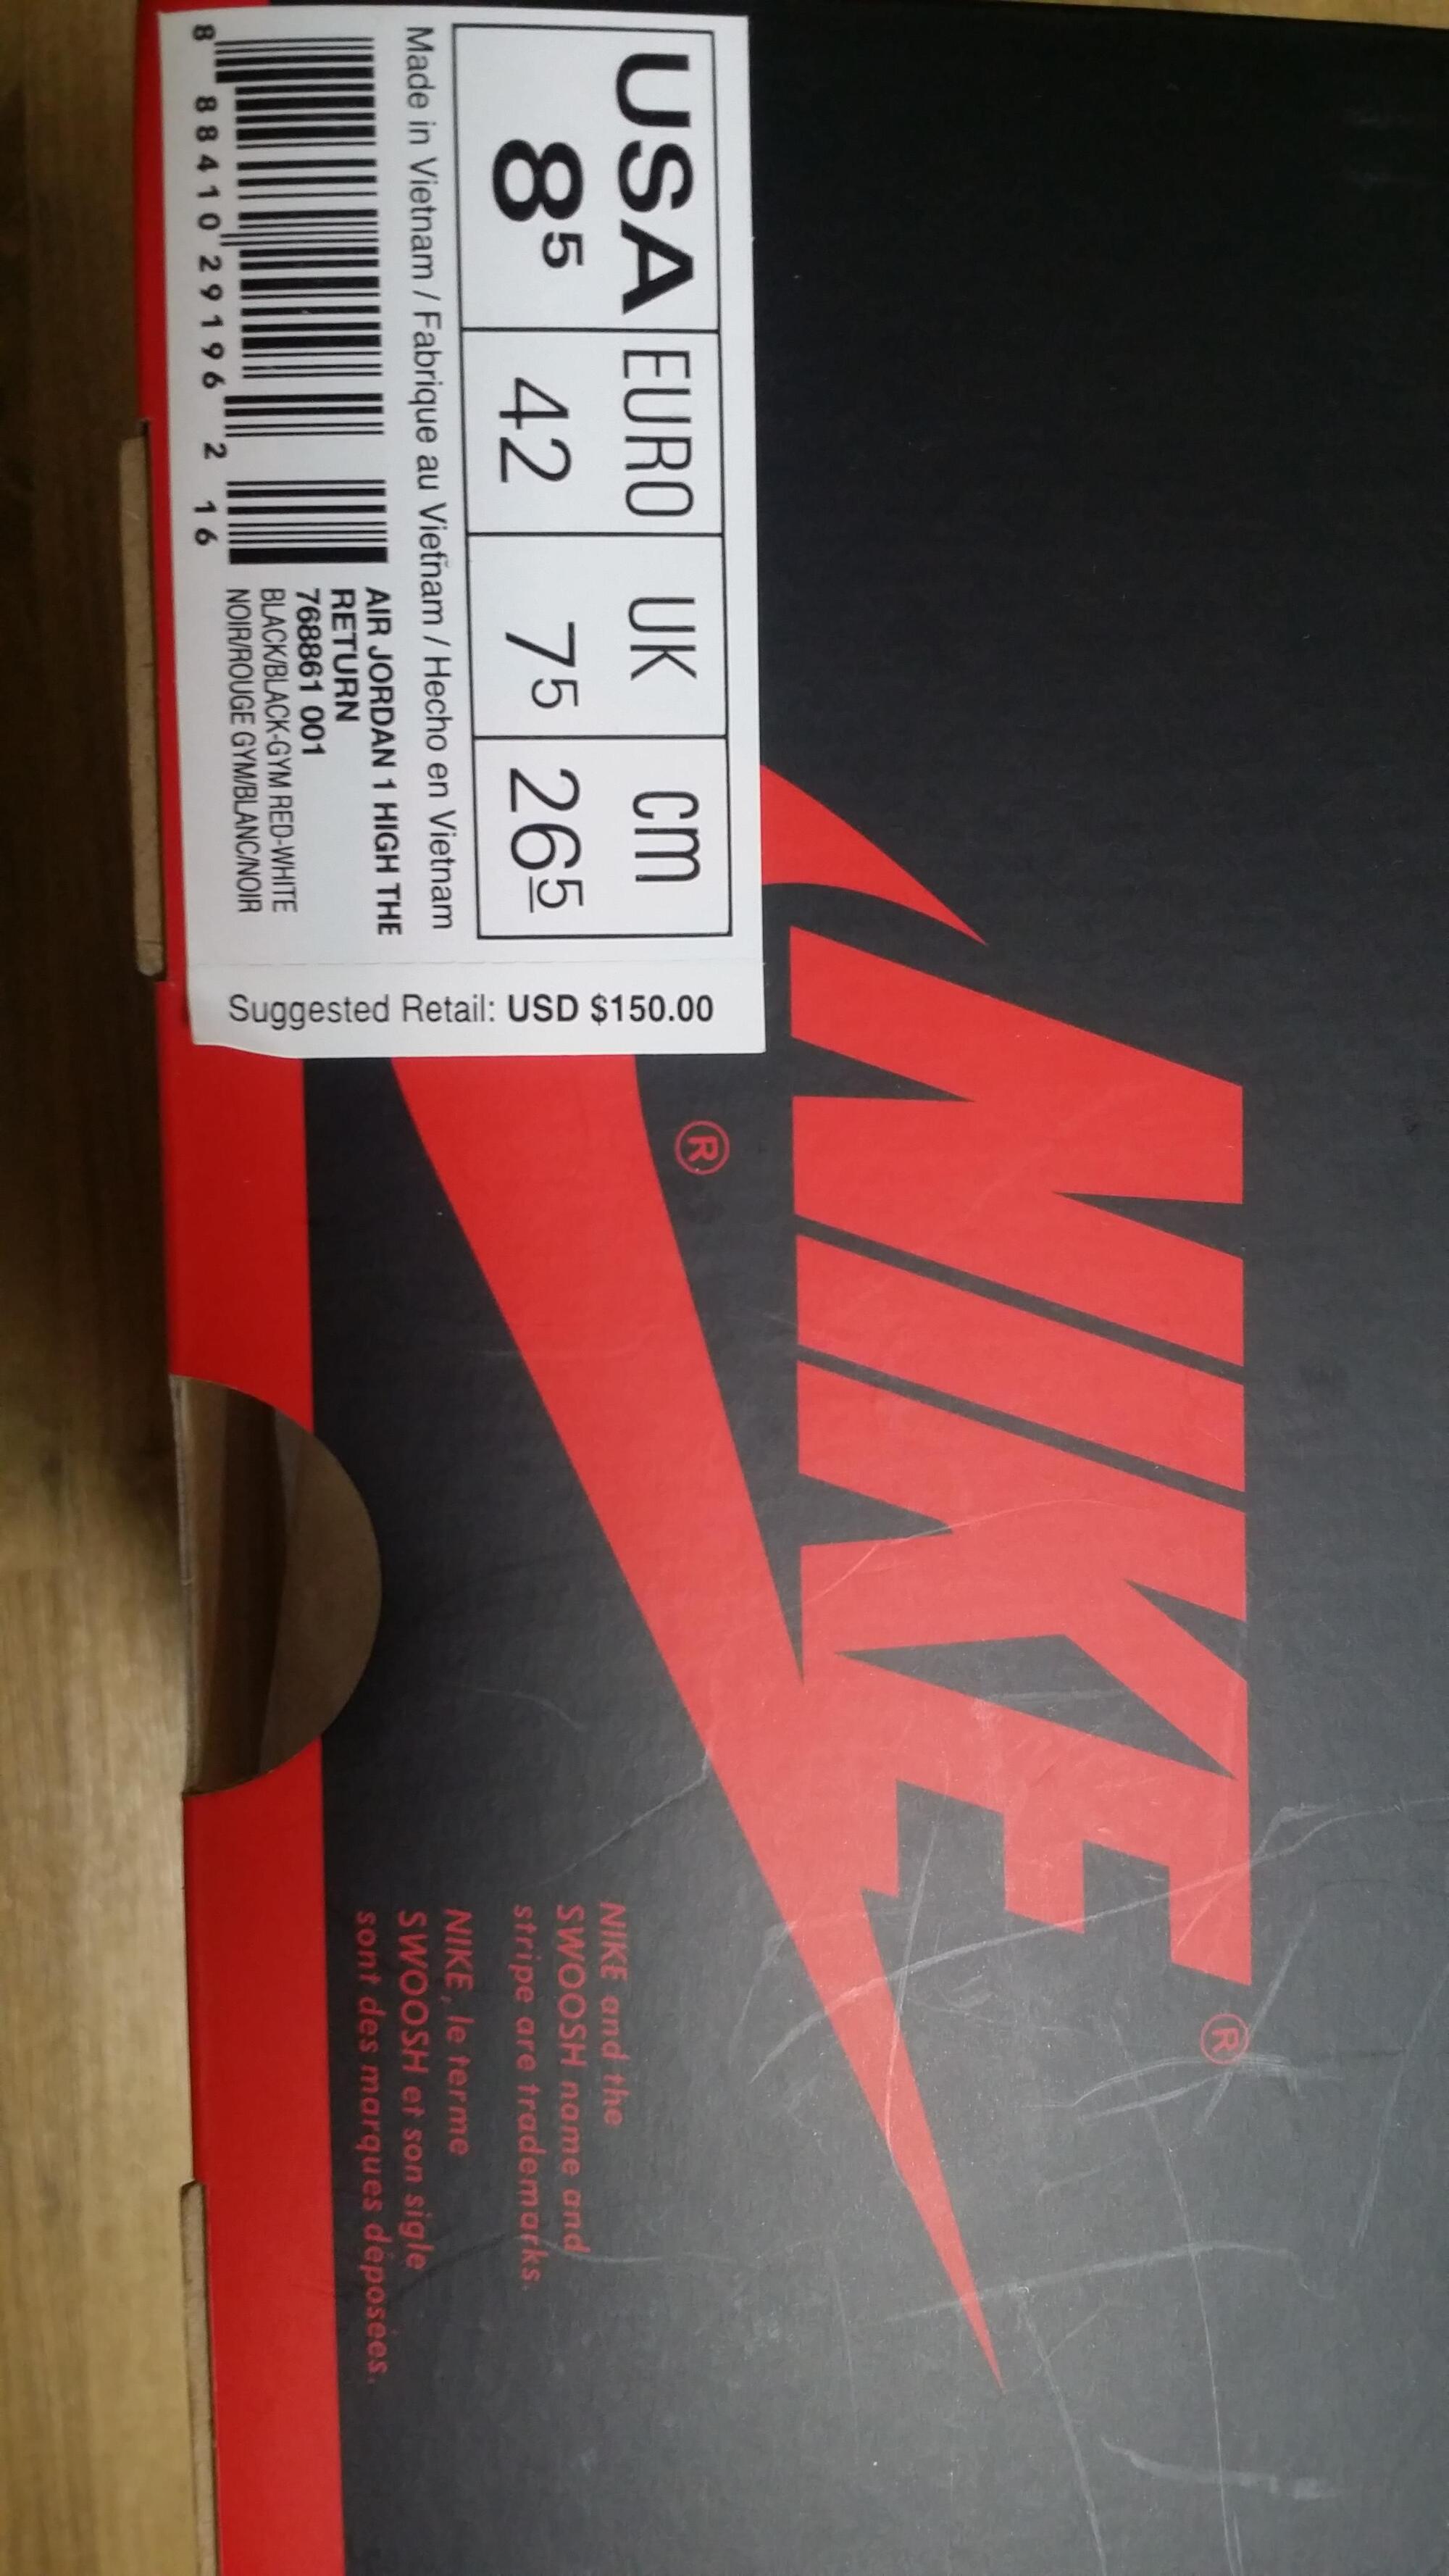 USA EURO UK cm
8⁵ 42 7⁵ 26⁵
Made in Vietnam / Fabrique au Vietnam / Hecho en Vietnam
AIR JORDAN 1 HIGH THE
RETURN
768861 001
BLACK/BLACK-GYM RED-WHITE
NOIR/ROUGE GYM/BLANC/NOIR
8 88410 29196 2 16
Suggested Retail: USD $150.00
NIKE®
®
NIKE and the
SWOOSH name and
stripe are trademarks.
NIKE, le terme
SWOOSH et son sigle
sont des marques déposées.